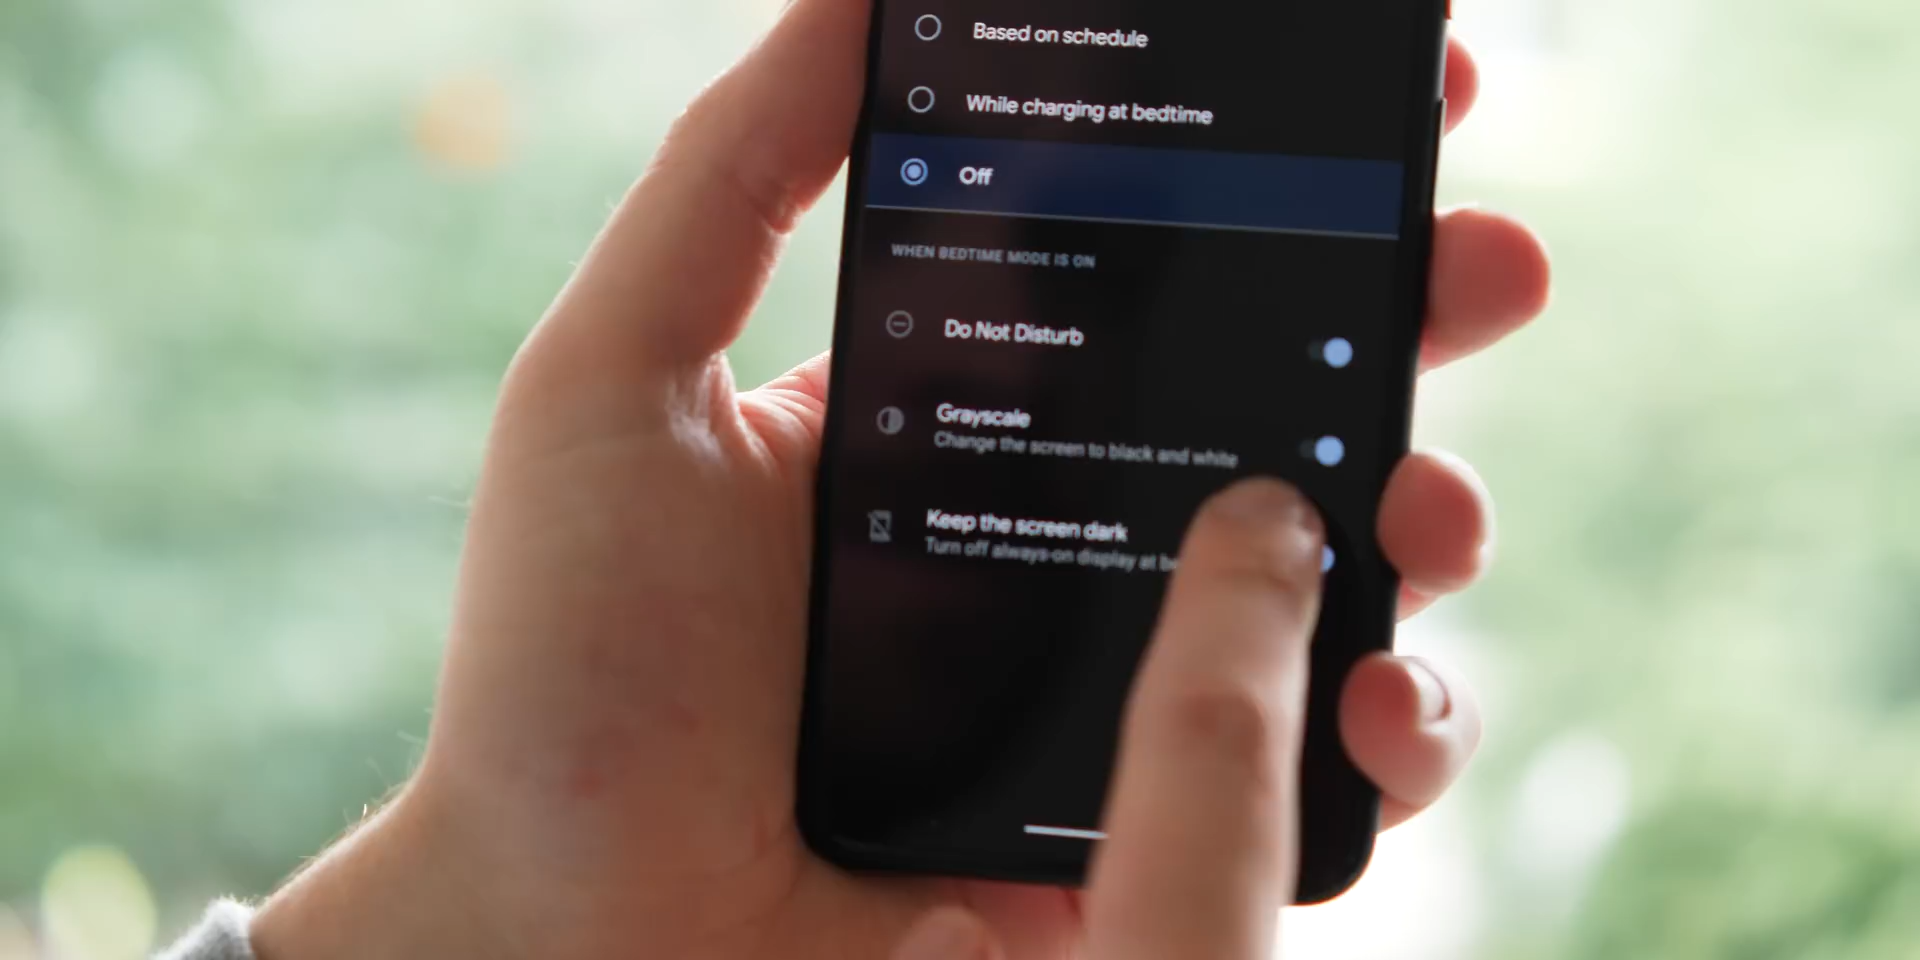 Based on schedule
While charging at bedtime
Off
WHEN BEDTIME MODE IS ON
Do Not Disturb
Grayscale
Change the screen to black and white
Keep the screen dark
Turn off always-on display at